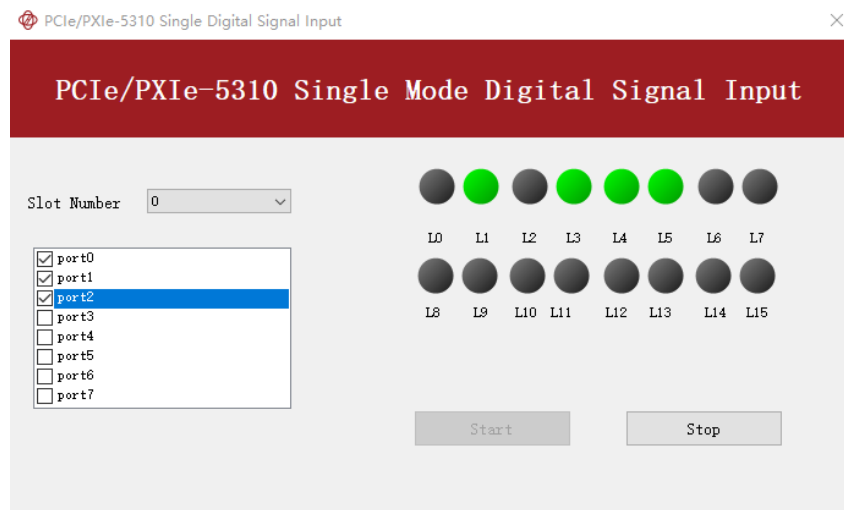 PCIe/PXIe-5310 Single Digital Signal Input
PCIe/PXIe-5310 Single Mode Digital Signal Input
Slot Number 0
port0
port1
port2
port3
port4
port5
port6
port7
L0 L1 L2 L3 L4 L5 L6 L7
L8 L9 L10 L11 L12 L13 L14 L15
Start Stop